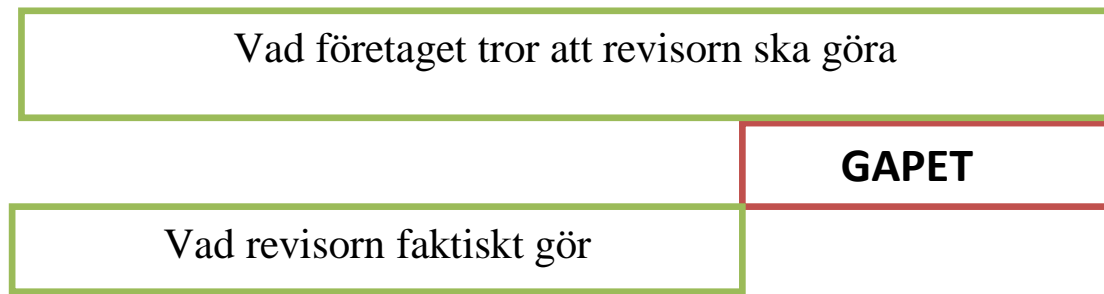 Vad företaget tror att revisorn ska göra
GAPET
Vad revisorn faktiskt gör